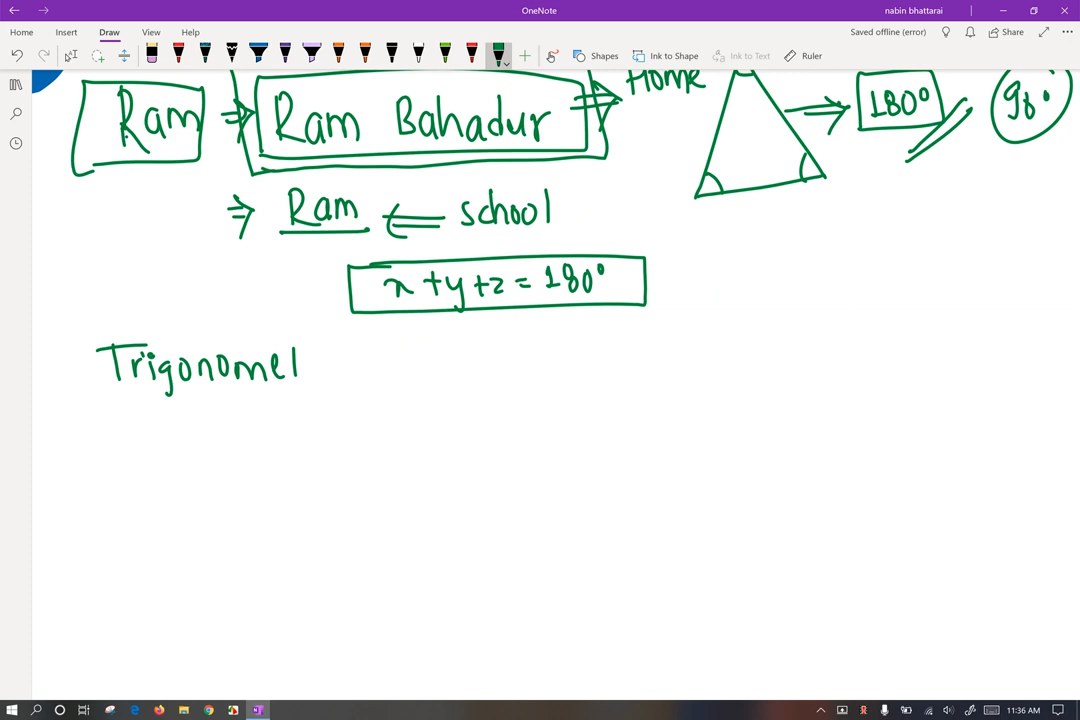 OneNote
nabin bhattarai
Home Insert Draw View Help
Saved offline (error)
Share
Shapes
Ink to Shape
Ink to Text
Ruler
Ram ⇒ Ram Bahadur ⇒ Home
⇒ 180°
⇒ Ram ⇐ school
x + y + z = 180°
Trigonomel
11:36 AM